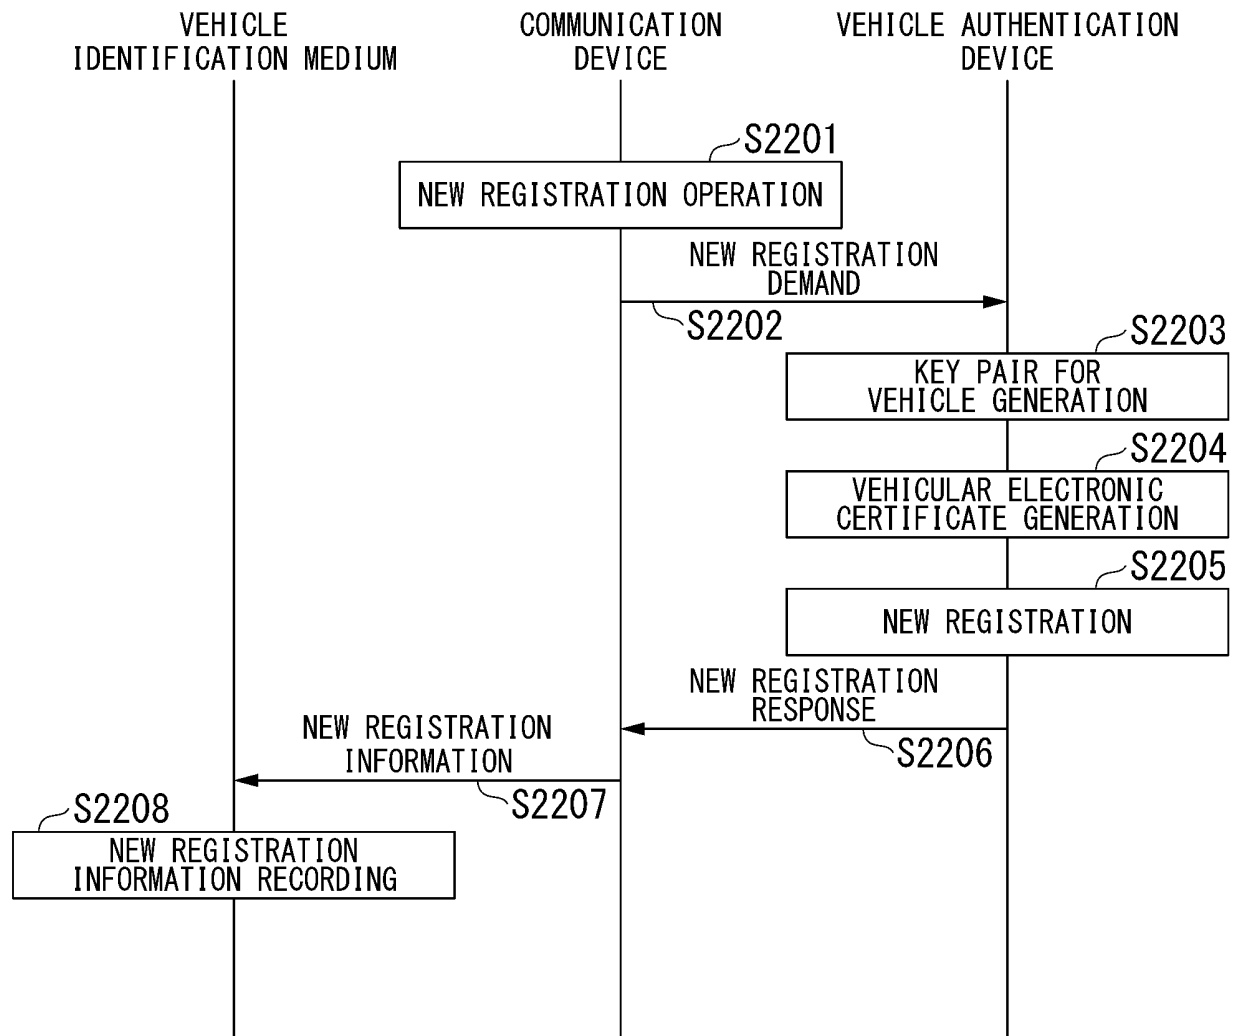 VEHICLE
IDENTIFICATION MEDIUM
COMMUNICATION
DEVICE
VEHICLE AUTHENTICATION
DEVICE
S2201
NEW REGISTRATION OPERATION
NEW REGISTRATION
DEMAND
S2202
S2203
KEY PAIR FOR
VEHICLE GENERATION
S2204
VEHICULAR ELECTRONIC
CERTIFICATE GENERATION
S2205
NEW REGISTRATION
NEW REGISTRATION
RESPONSE
S2206
NEW REGISTRATION
INFORMATION
S2207
S2208
NEW REGISTRATION
INFORMATION RECORDING